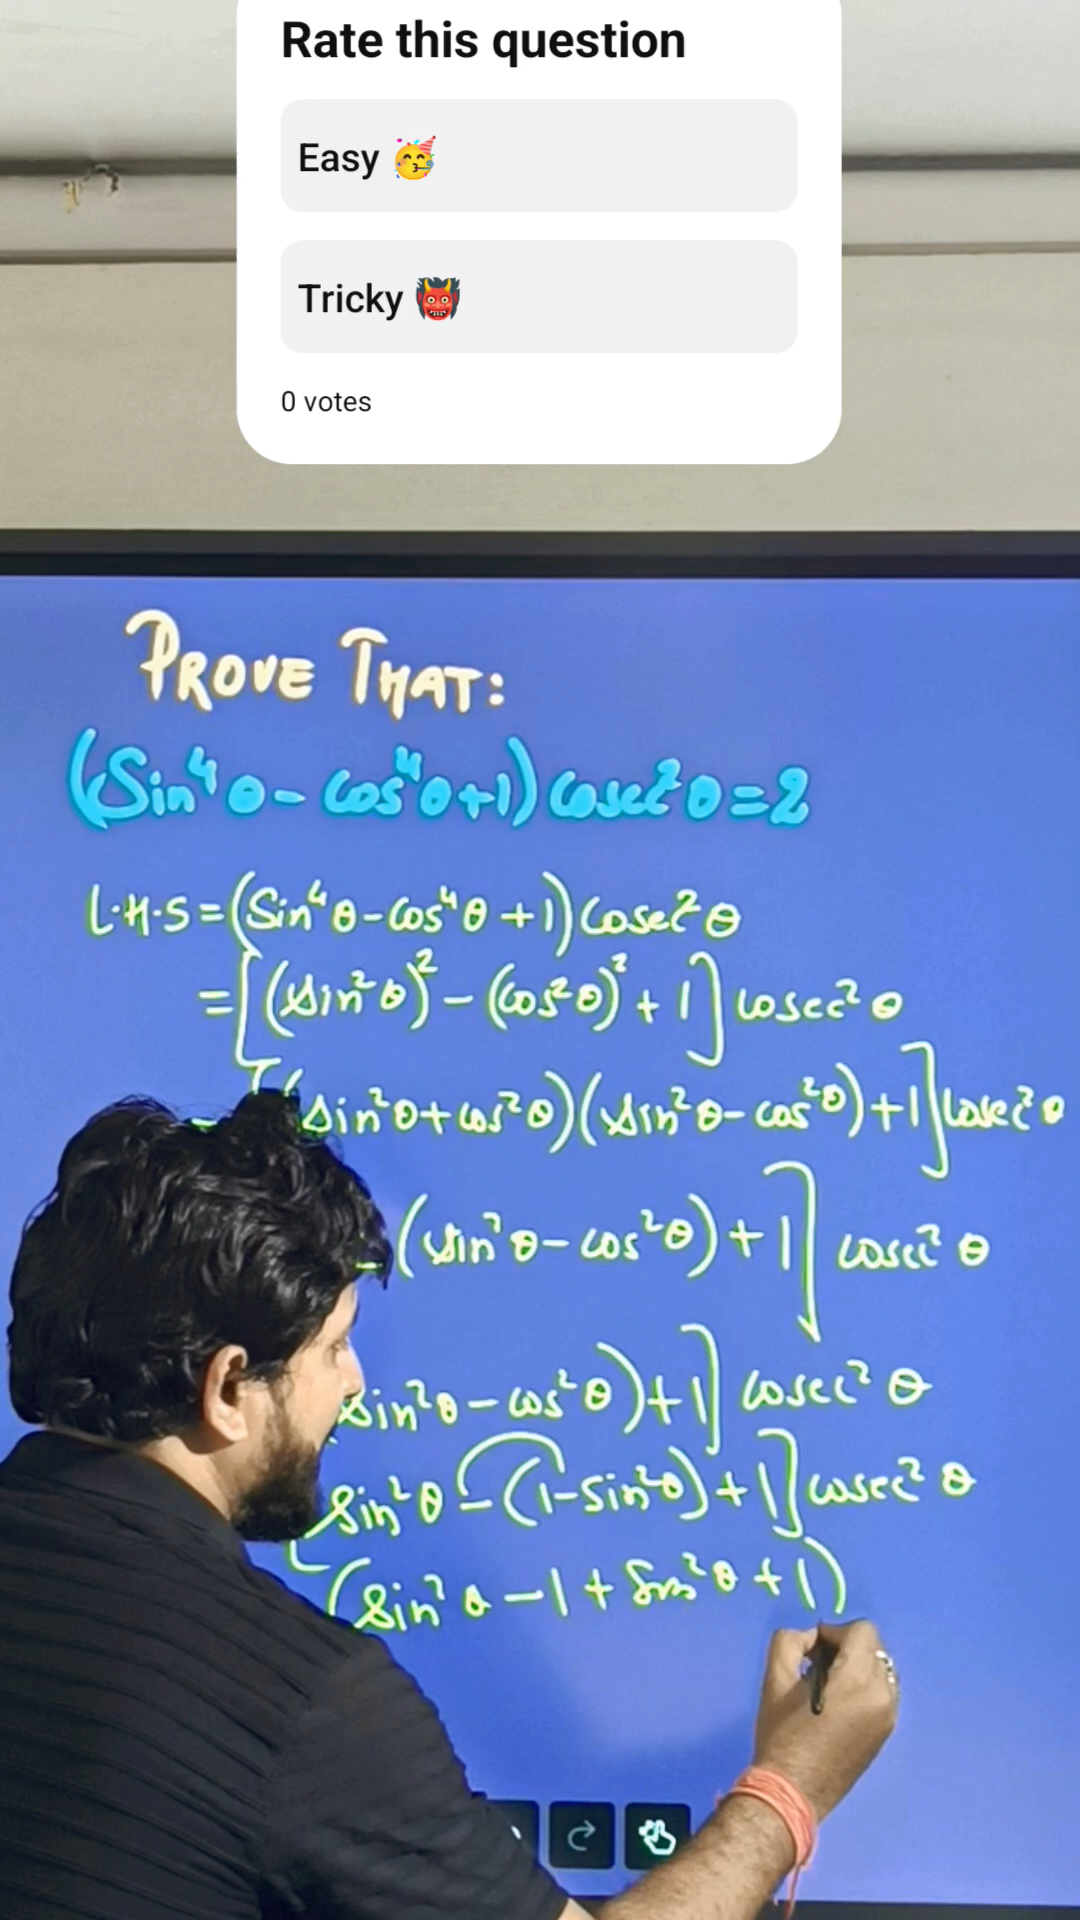 Rate this question
Easy 🥳
Tricky 👹
0 votes
PROVE THAT:
(Sin⁴θ - cos⁴θ+1) cosec²θ = 2
L.H.S = (Sin⁴θ - cos⁴θ + 1) cosec²θ
= [(sin²θ)² - (cos²θ)² + 1] cosec²θ
(sin²θ + cos²θ)(sin²θ - cos²θ) + 1] cosec²θ
(sin²θ - cos²θ) + 1] cosec²θ
sin²θ - cos²θ) + 1] cosec²θ
sin²θ - (1 - sin²θ) + 1] cosec²θ
(sin²θ - 1 + sin²θ + 1)